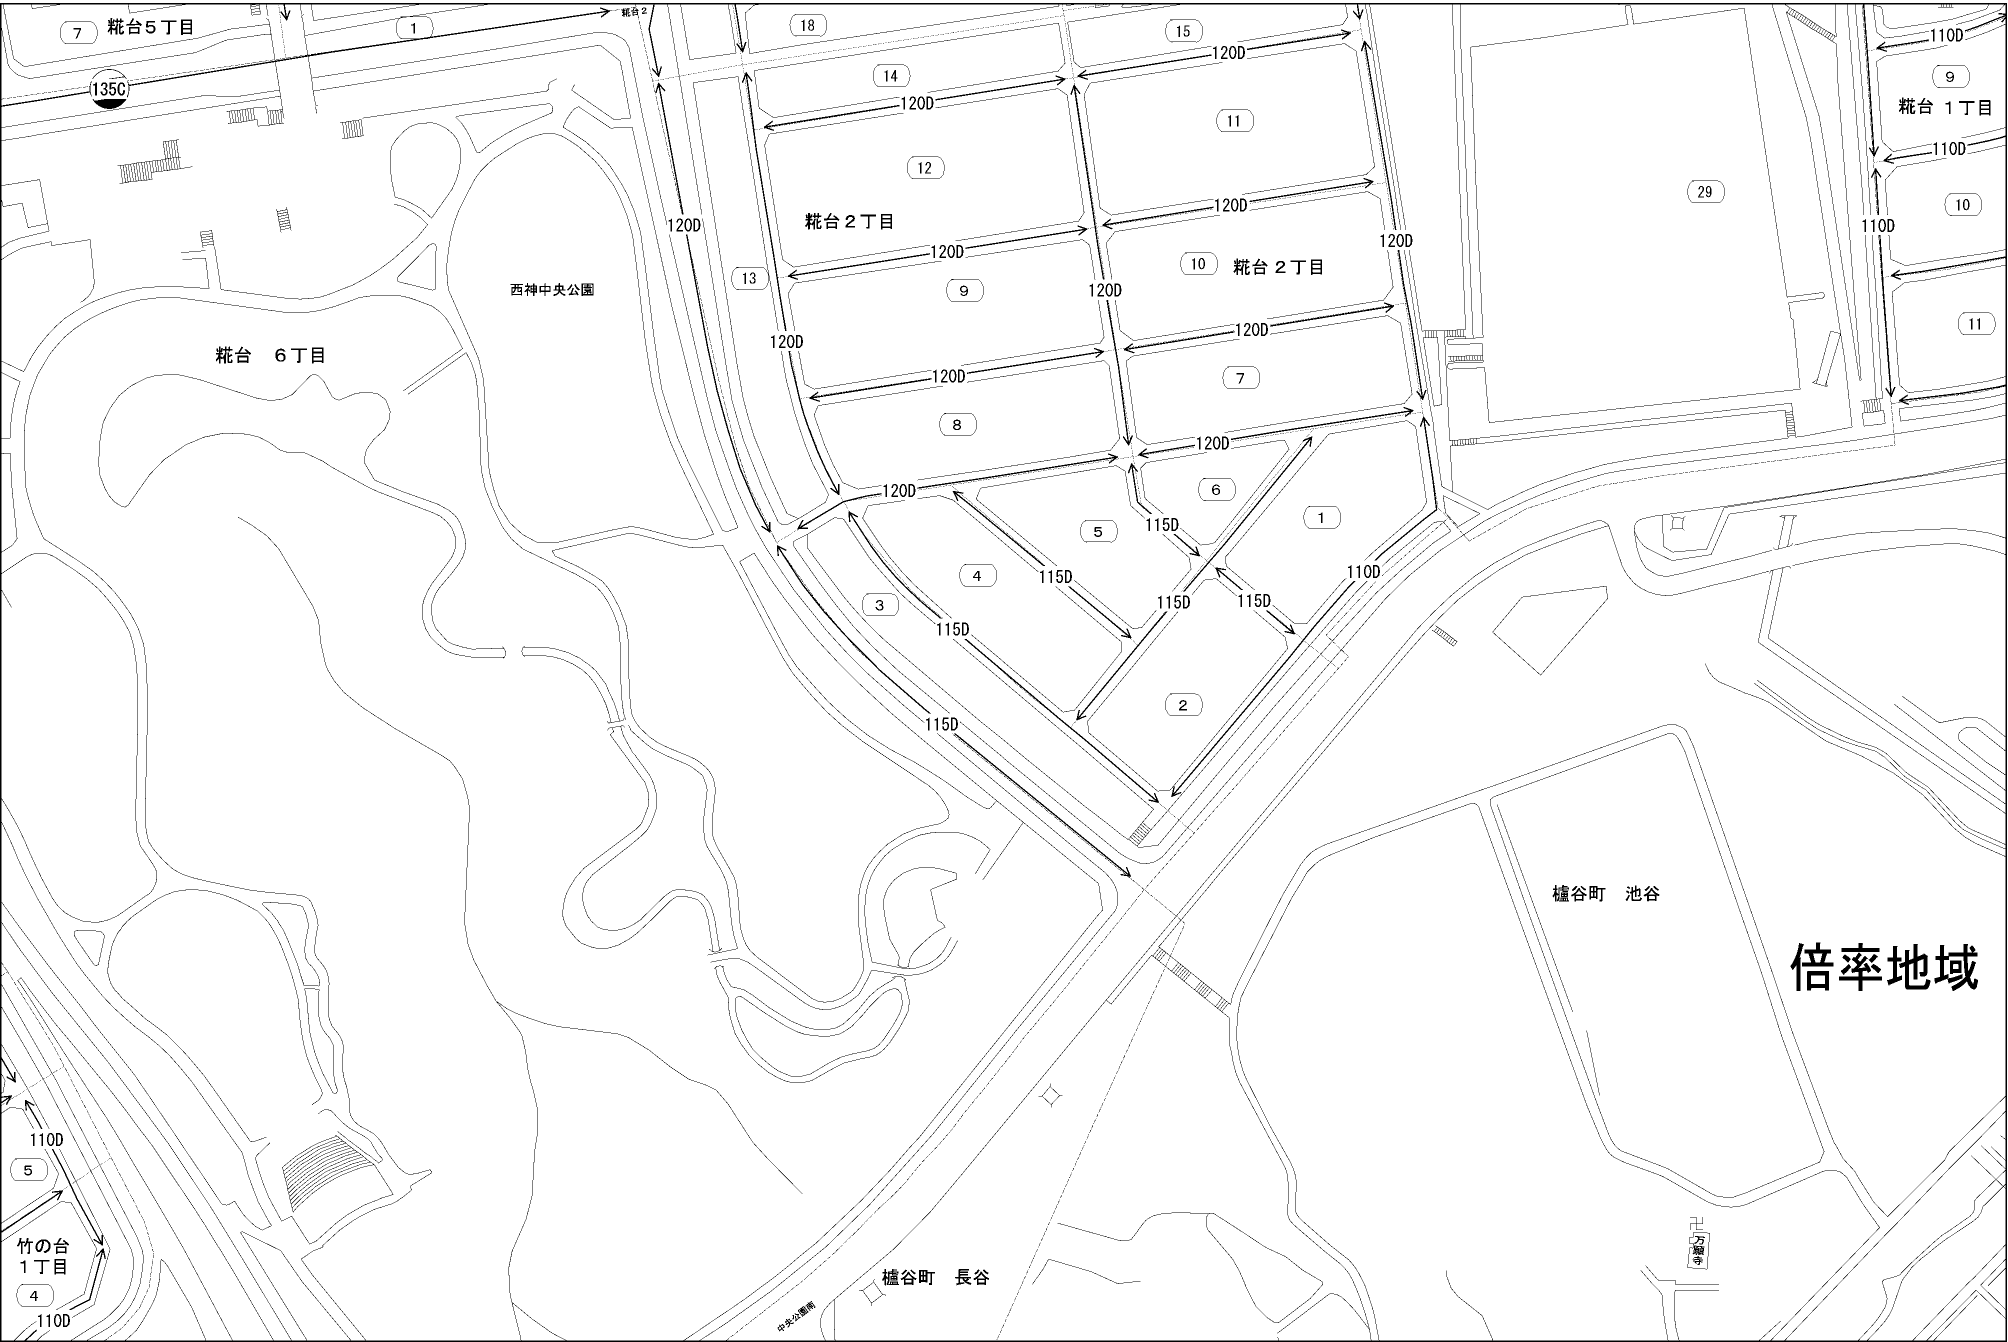 糀台２
18
15
1
糀台５丁目
7
110D
120D
14
9
135C
120D
糀台 １丁目
11
110D
12
29
120D
10
糀台２丁目
120D
110D
120D
120D
10
糀台２丁目
13
西神中央公園
9
120D
11
120D
120D
糀台　６丁目
120D
7
8
120D
120D
6
1
115D
5
110D
4
115D
115D
115D
3
115D
2
115D
櫨谷町　池谷
倍率地域
110D
5
万願寺
竹の台
１丁目
櫨谷町　長谷
4
中央公園南
110D